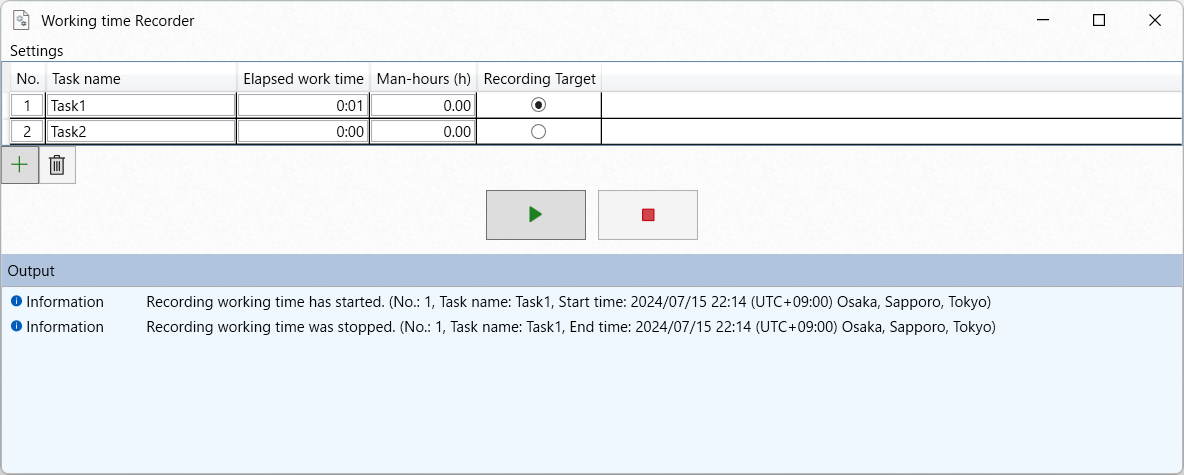 Working time Recorder
Settings
No. Task name Elapsed work time Man-hours (h) Recording Target
1 Task1 0:01 0.00
2 Task2 0:00 0.00
Output
Information Recording working time has started. (No.: 1, Task name: Task1, Start time: 2024/07/15 22:14 (UTC+09:00) Osaka, Sapporo, Tokyo)
Information Recording working time was stopped. (No.: 1, Task name: Task1, End time: 2024/07/15 22:14 (UTC+09:00) Osaka, Sapporo, Tokyo)